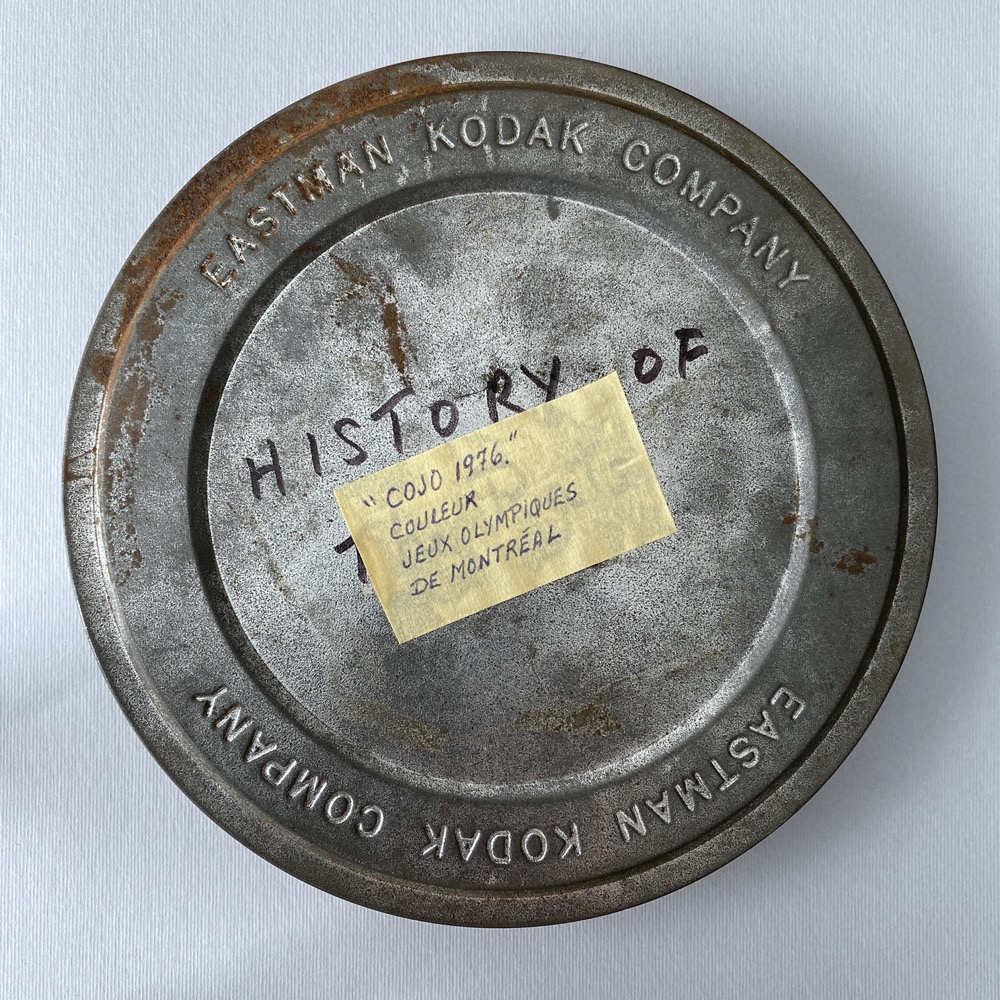 EASTMAN KODAK COMPANY
HISTORY OF
"COJO 1976."
COULEUR
JEUX OLYMPIQUES
DE MONTRÉAL
EASTMAN KODAK COMPANY